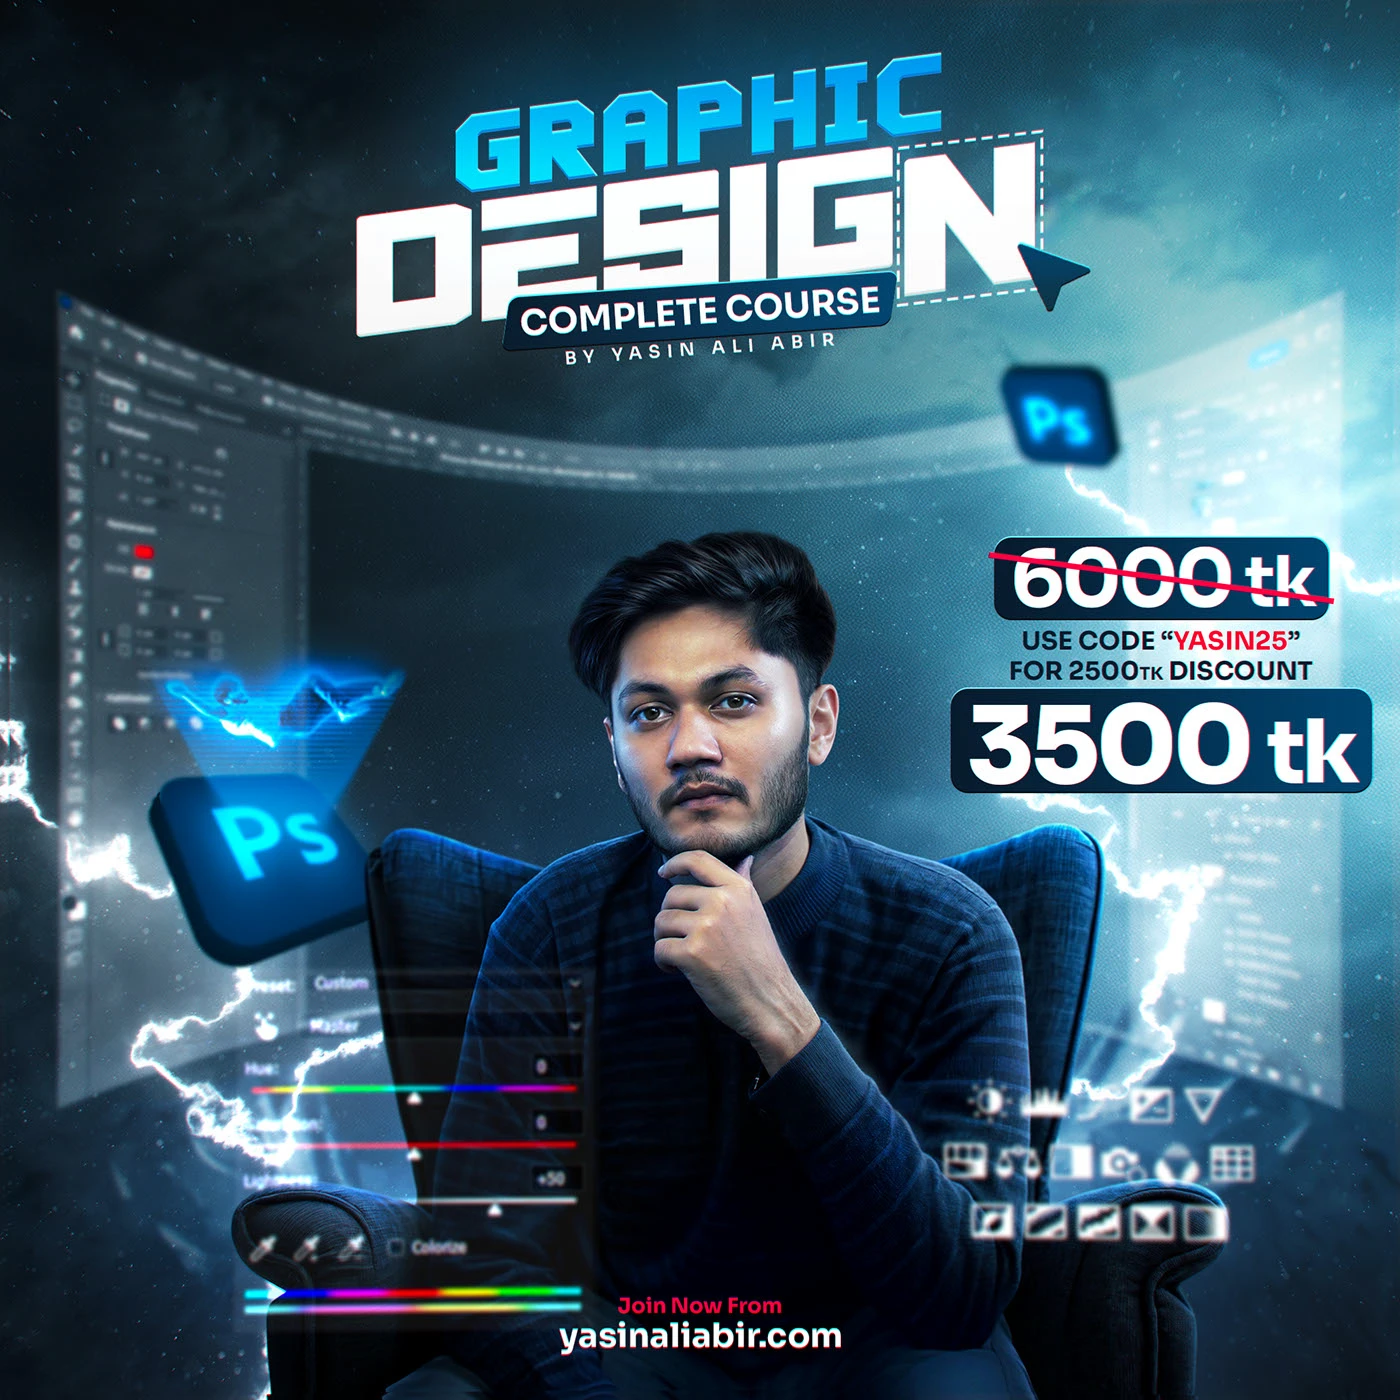 GRAPHIC
DESIGN
COMPLETE COURSE
BY YASIN ALI ABIR
Ps
6000 tk
USE CODE “YASIN25”
FOR 2500TK DISCOUNT
3500 tk
Ps
Preset: Custom
Master
Hue: 0
0
Lightness +50
Colorize
Join Now From
yasinaliabir.com